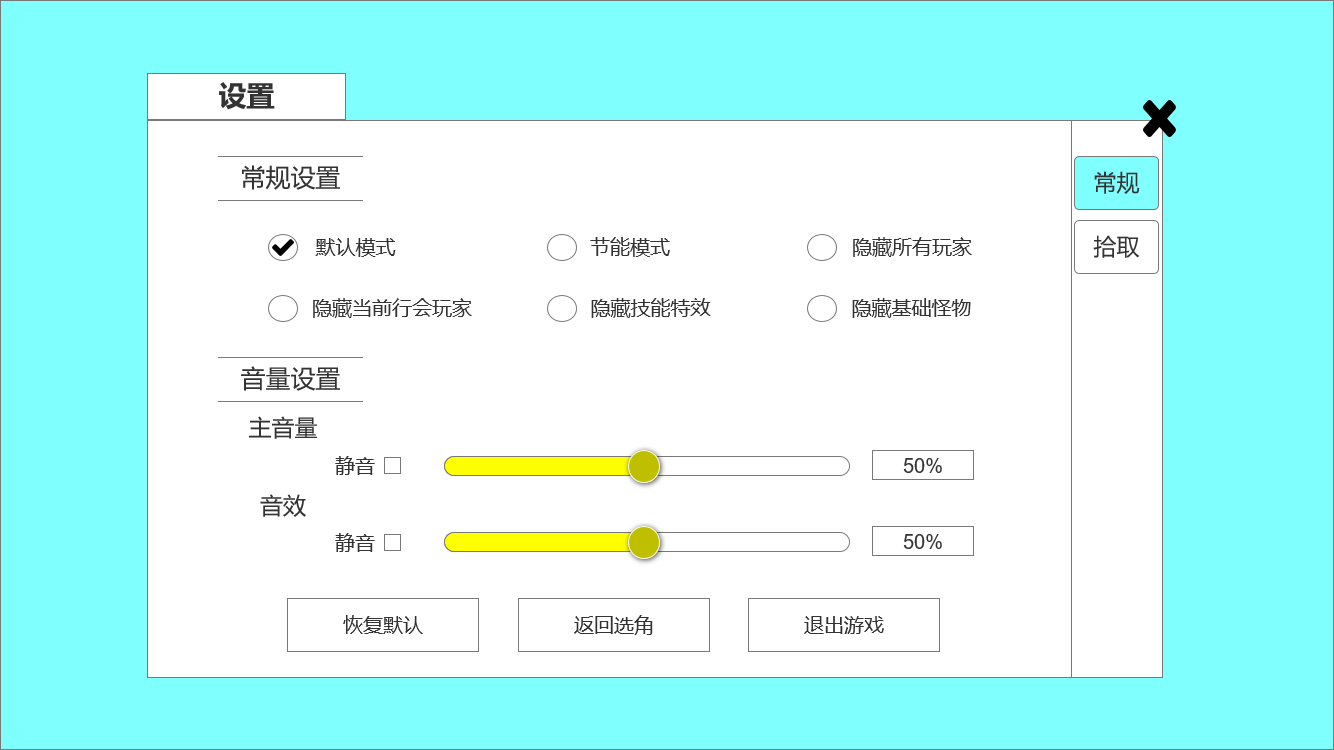 设置
常规设置
常规
默认模式 节能模式 隐藏所有玩家
拾取
隐藏当前行会玩家 隐藏技能特效 隐藏基础怪物
音量设置
主音量
静音 50%
音效
静音 50%
恢复默认 返回选角 退出游戏